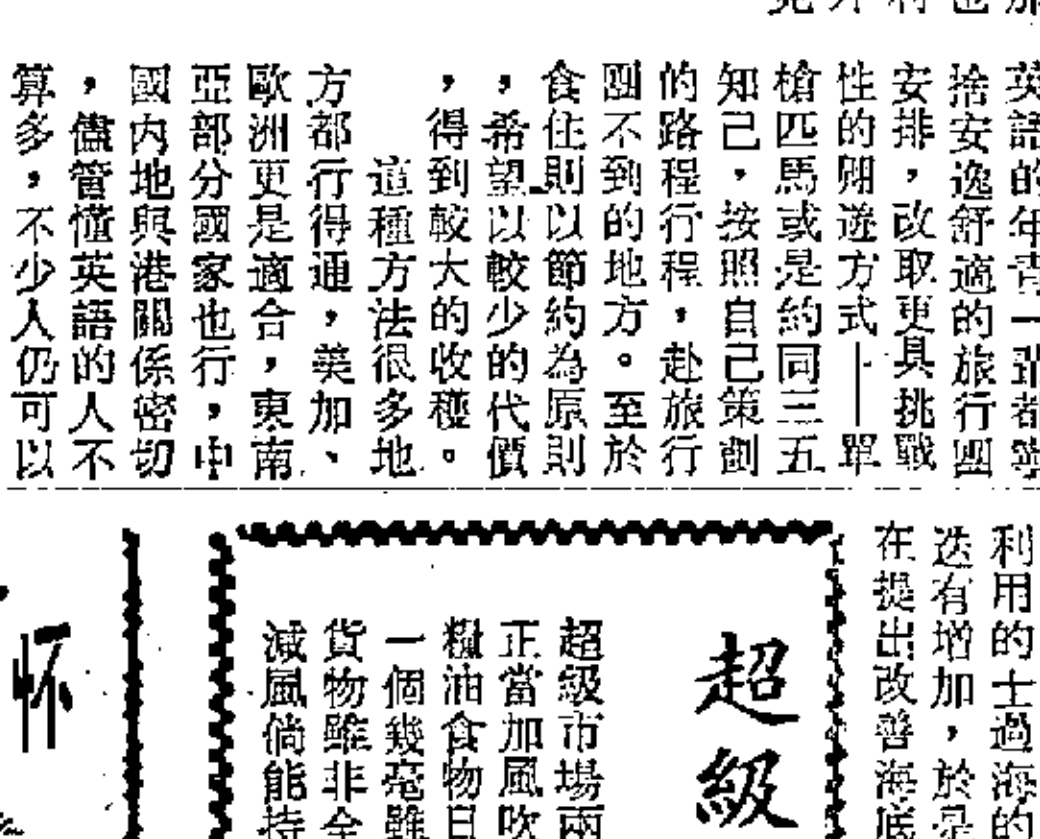 英語的年青一輩都寧
捨安逸舒適的旅行團
安排，改取更具挑戰
性的遊方式——單
槍匹馬或是約同三五
知己，按照自己策劃
的路程行程，赴旅行
團不到的地方。至於
食住則以節約為原則
，希望以較少的代價
，得到較大的收穫。
這種方法很多地
方都行得通，美加、
歐洲更是適合，東南
亞部分國家也行，中
國內地與港關係密切
，儘管懂英語的人不
算多，不少人仍可以
利用的士過海的
迭有增加，於是
在提出改善海底
超級
超級市場兩
正當加風吹
糧油食物日
一個幾毫雖
貨物雖非全
減風倘能持